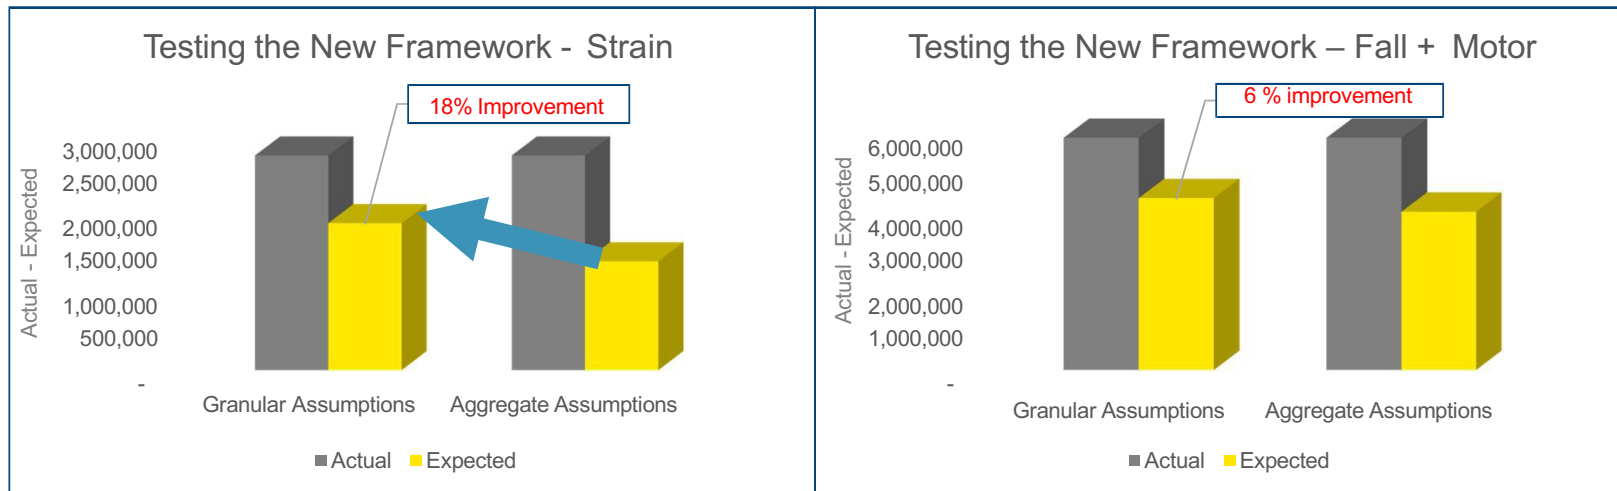 Testing the New Framework - Strain
18% Improvement
Actual - Expected
3,000,000
2,500,000
2,000,000
1,500,000
1,000,000
500,000
-
Granular Assumptions
Aggregate Assumptions
Actual
Expected
Testing the New Framework – Fall + Motor
6 % improvement
Actual - Expected
6,000,000
5,000,000
4,000,000
3,000,000
2,000,000
1,000,000
-
Granular Assumptions
Aggregate Assumptions
Actual
Expected